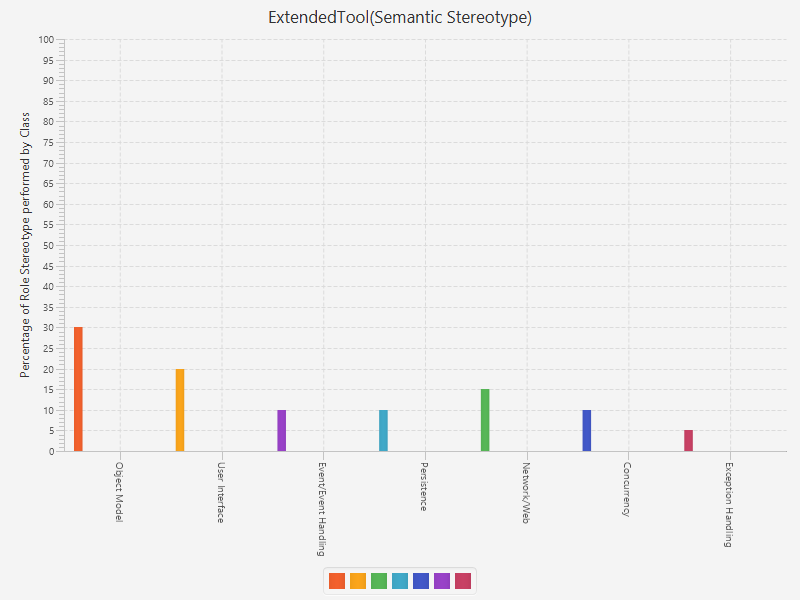 ExtendedTool(Semantic Stereotype)
Percentage of Role Stereotype performed by Class
100
95
90
85
80
75
70
65
60
55
50
45
40
35
30
25
20
15
10
5
0
Object Model
User Interface
Event/Event Handling
Persistence
Network/Web
Concurrency
Exception Handling